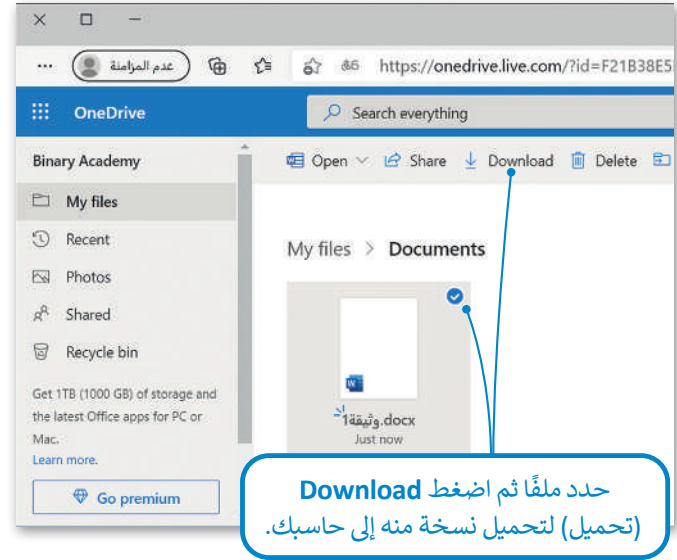 عدم المزامنة
https://onedrive.live.com/?id=F21B38E5
OneDrive
Search everything
Binary Academy
Open
Share
Download
Delete
My files
Recent
Photos
Shared
Recycle bin
Get 1TB (1000 GB) of storage and
the latest Office apps for PC or
Mac.
Learn more.
Go premium
My files > Documents
وثيقة1.docx
Just now
حدد ملفًا ثم اضغط Download
(تحميل) لتحميل نسخة منه إلى حاسبك.